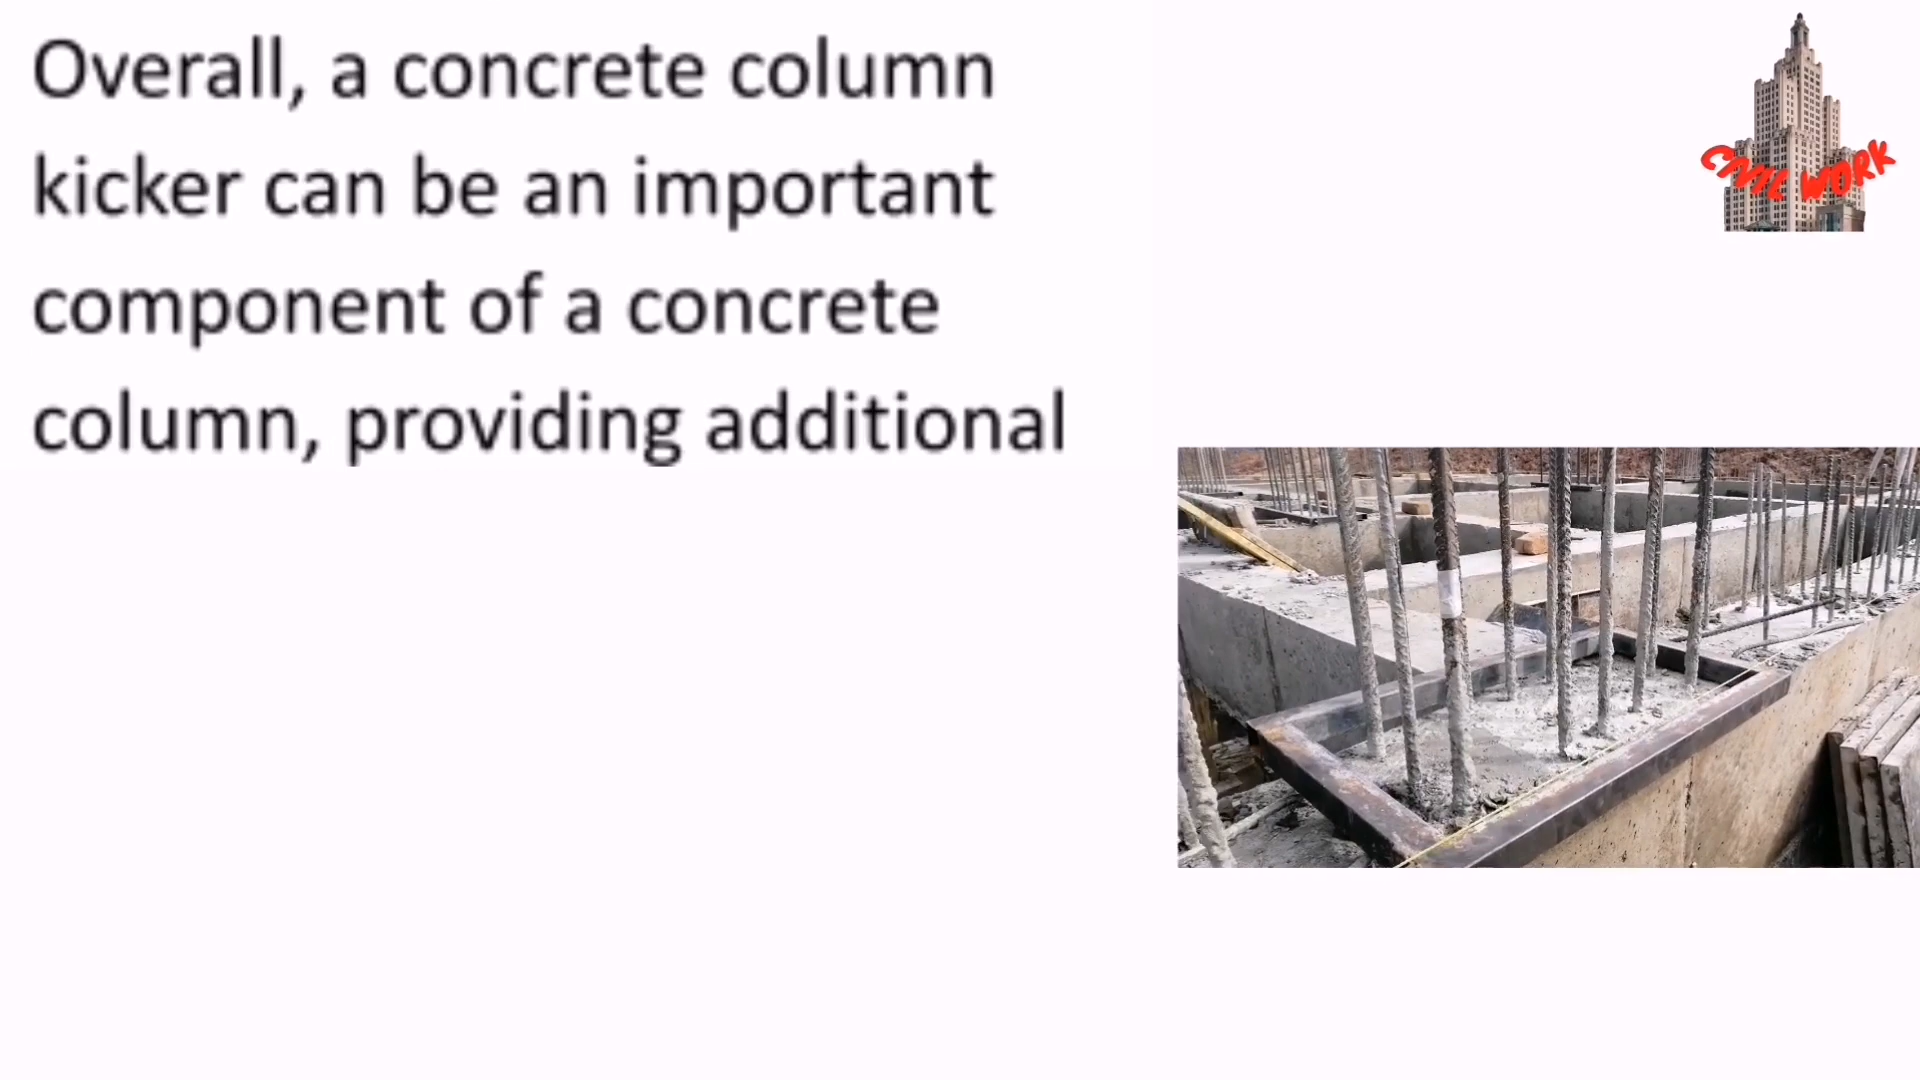 Overall, a concrete column
kicker can be an important
component of a concrete
column, providing additional
CIVIL WORK